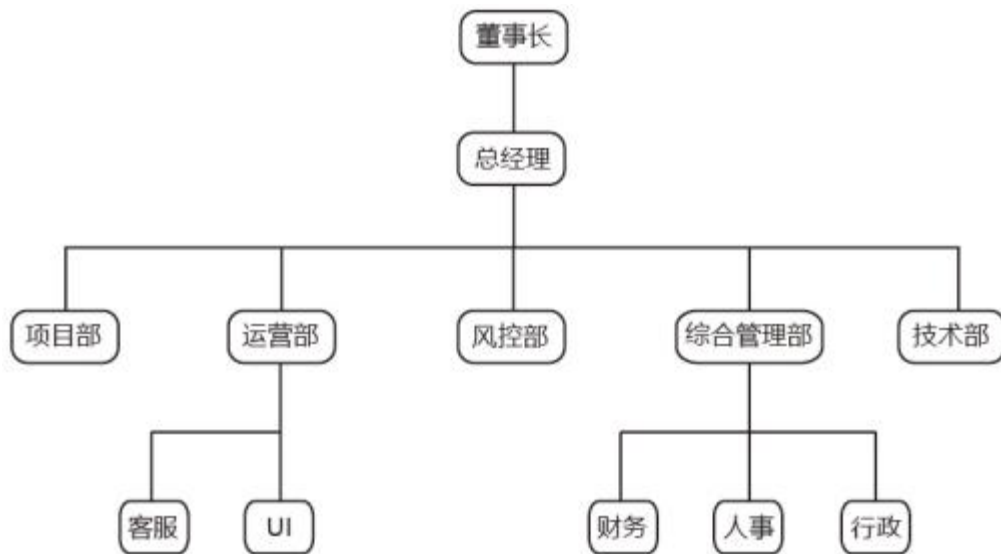 董事长
总经理
项目部 运营部 风控部 综合管理部 技术部
客服 UI 财务 人事 行政